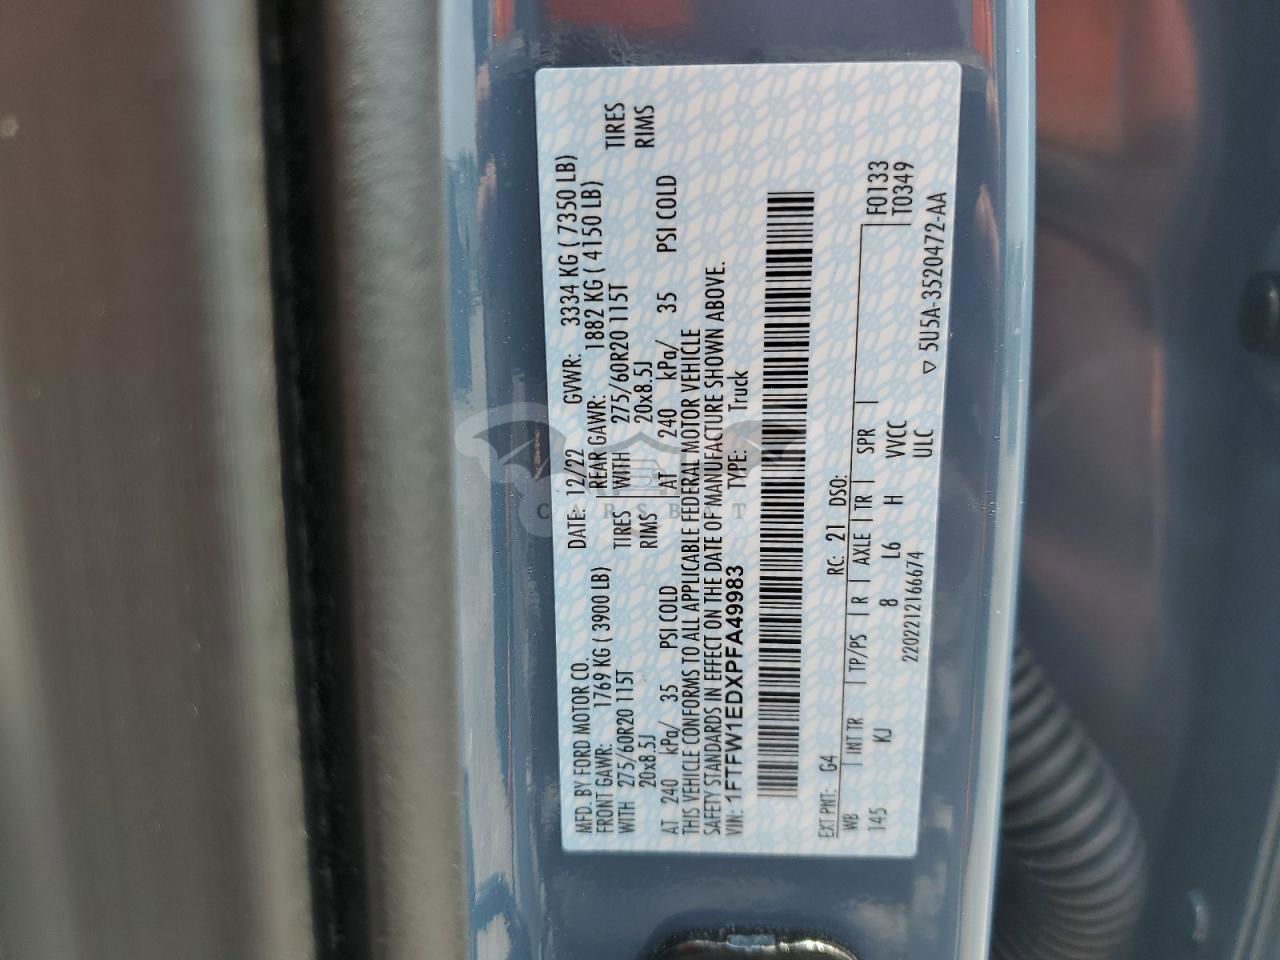 MFD. BY FORD MOTOR CO. DATE: 12/22 GVWR: 3334 KG ( 7350 LB)
FRONT GAWR: 1769 KG ( 3900 LB) REAR GAWR: 1882 KG ( 4150 LB)
WITH 275/60R20 115T TIRES WITH 275/60R20 115T TIRES
20x8.5J RIMS 20x8.5J RIMS
AT 240 kPa/ 35 PSI COLD AT 240 kPa/ 35 PSI COLD
THIS VEHICLE CONFORMS TO ALL APPLICABLE FEDERAL MOTOR VEHICLE
SAFETY STANDARDS IN EFFECT ON THE DATE OF MANUFACTURE SHOWN ABOVE.
VIN: 1FTFW1EDXPFA49983 TYPE: Truck
EXT PNT: G4 RC: 21 DSO: F0133
WB INT TR TP/PS R AXLE TR SPR T0349
145 KJ 8 L6 H VVCC
2202212166674 ULC ▽ 5U5A-3520472-AA
CARSBAT